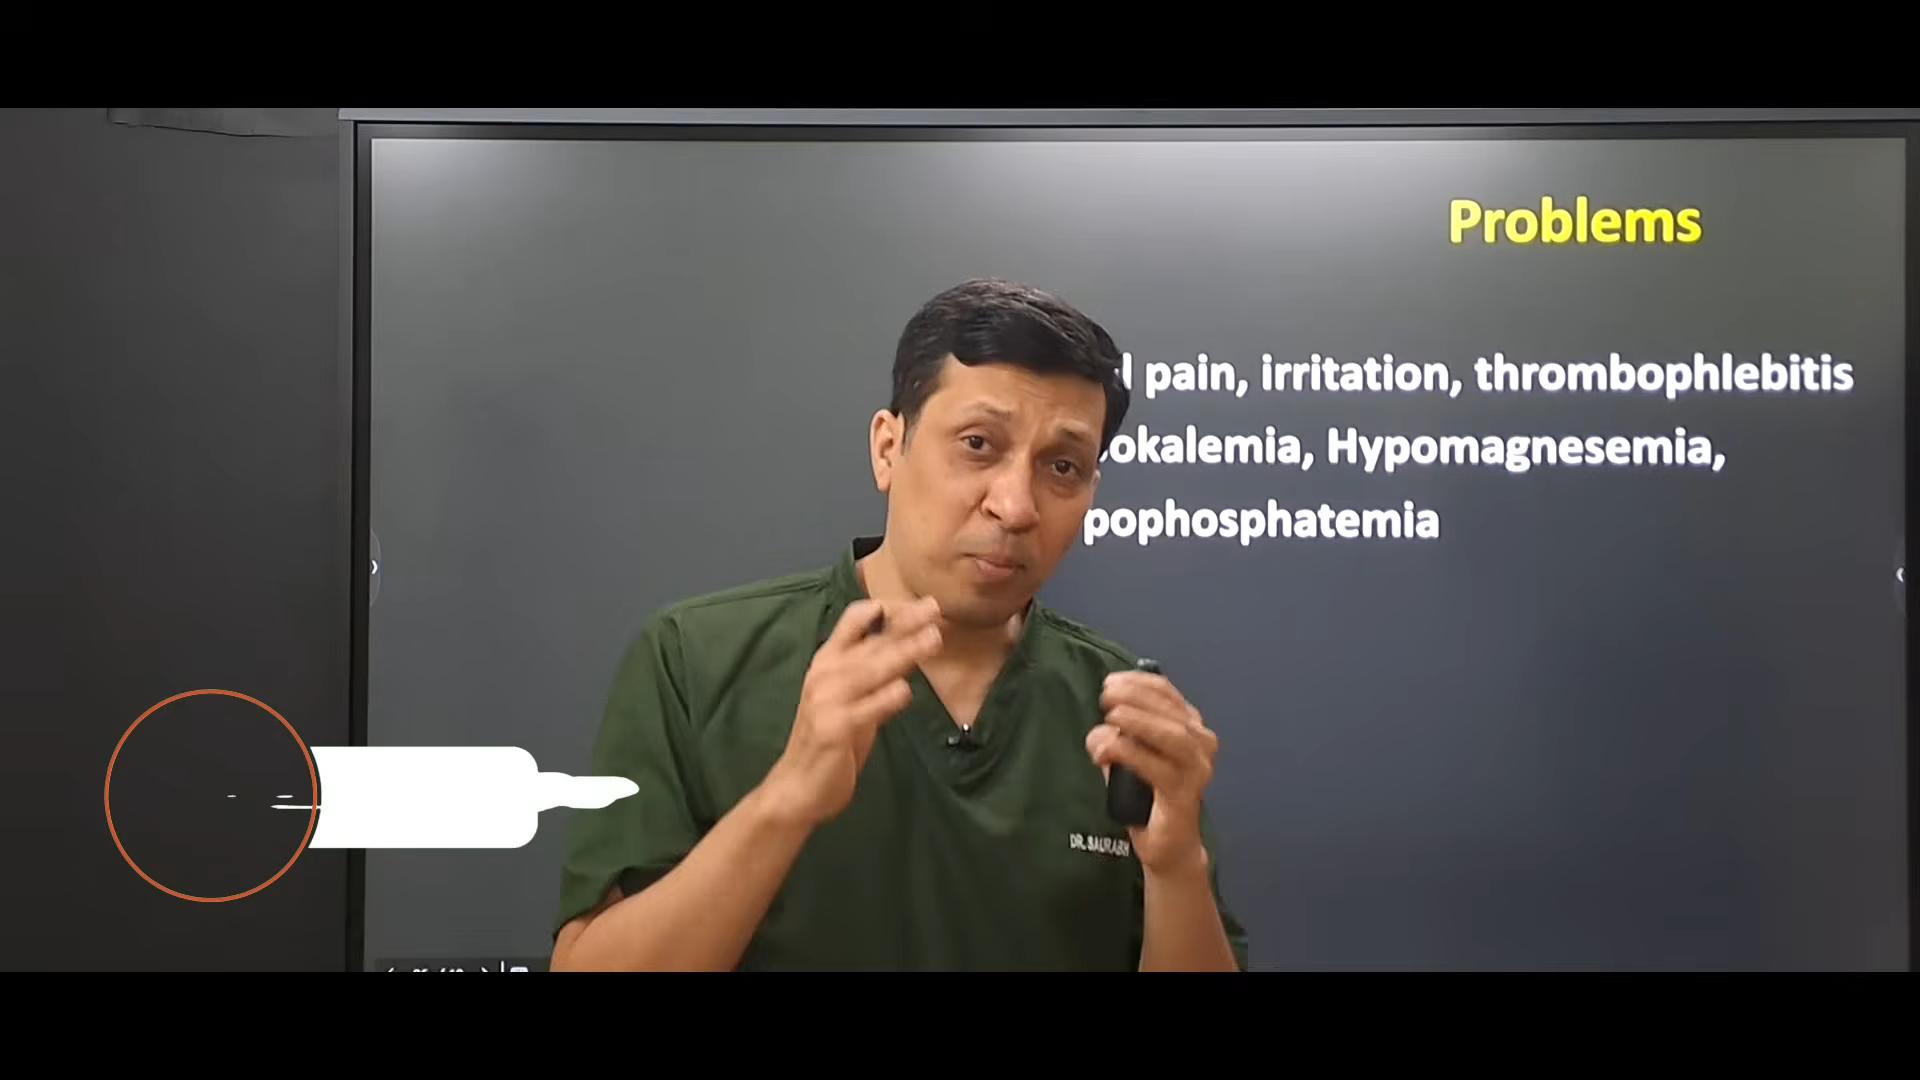 Problems
pain, irritation, thrombophlebitis
okalemia, Hypomagnesemia,
pophosphatemia
DR. SAURABH